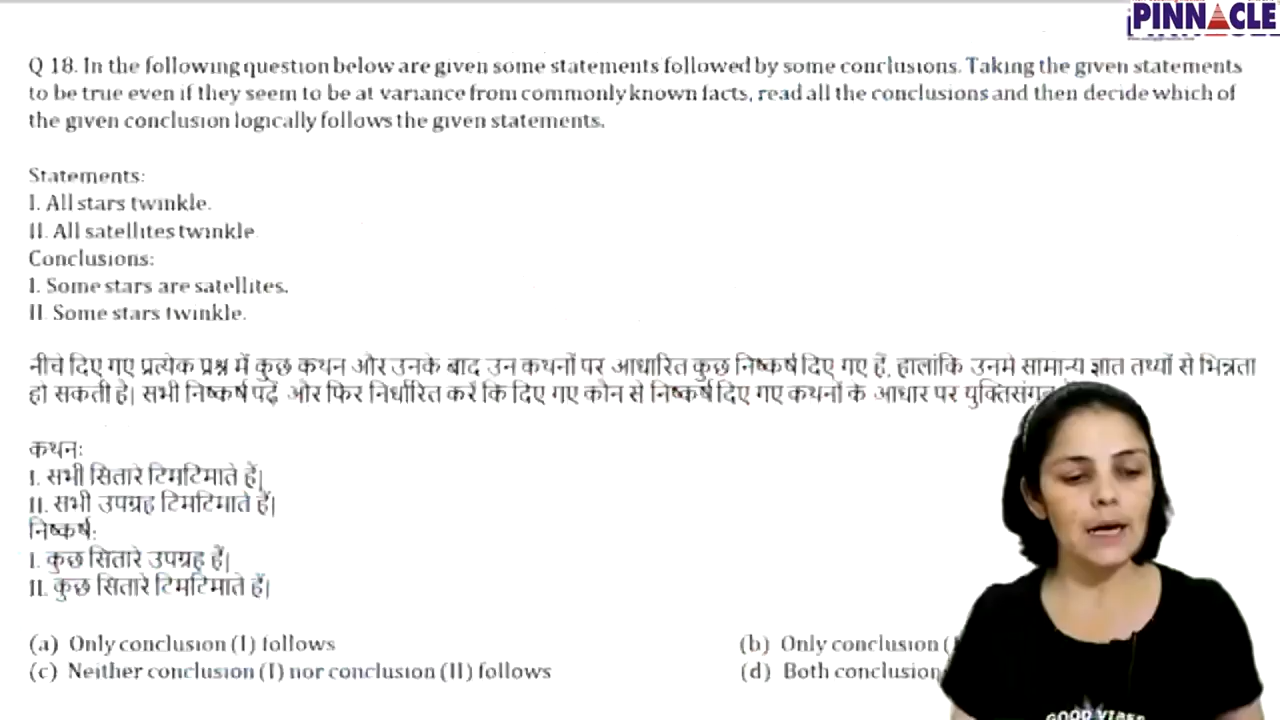 PINNACLE
Q 18. In the following question below are given some statements followed by some conclusions. Taking the given statements
to be true even if they seem to be at variance from commonly known facts, read all the conclusions and then decide which of
the given conclusion logically follows the given statements.
Statements:
I. All stars twinkle.
II. All satellites twinkle
Conclusions:
I. Some stars are satellites.
II. Some stars twinkle.
नीचे दिए गए प्रत्येक प्रश्न में कुछ कथन और उनके बाद उन कथनों पर आधारित कुछ निष्कर्ष दिए गए हैं, हालांकि उनमे सामान्य ज्ञात तथ्यों से भिन्नता
हो सकती है। सभी निष्कर्ष पढ़ें और फिर निर्धारित करें कि दिए गए कौन से निष्कर्ष दिए गए कथनों के आधार पर
कथन:
I. सभी सितारे टिमटिमाते हैं।
II. सभी उपग्रह टिमटिमाते हैं।
निष्कर्ष:
I. कुछ सितारे उपग्रह हैं।
II. कुछ सितारे टिमटिमाते हैं।
(a) Only conclusion (I) follows (b) Only conclusion (
(c) Neither conclusion (I) nor conclusion (II) follows (d) Both conclusion
GOOD VIBES